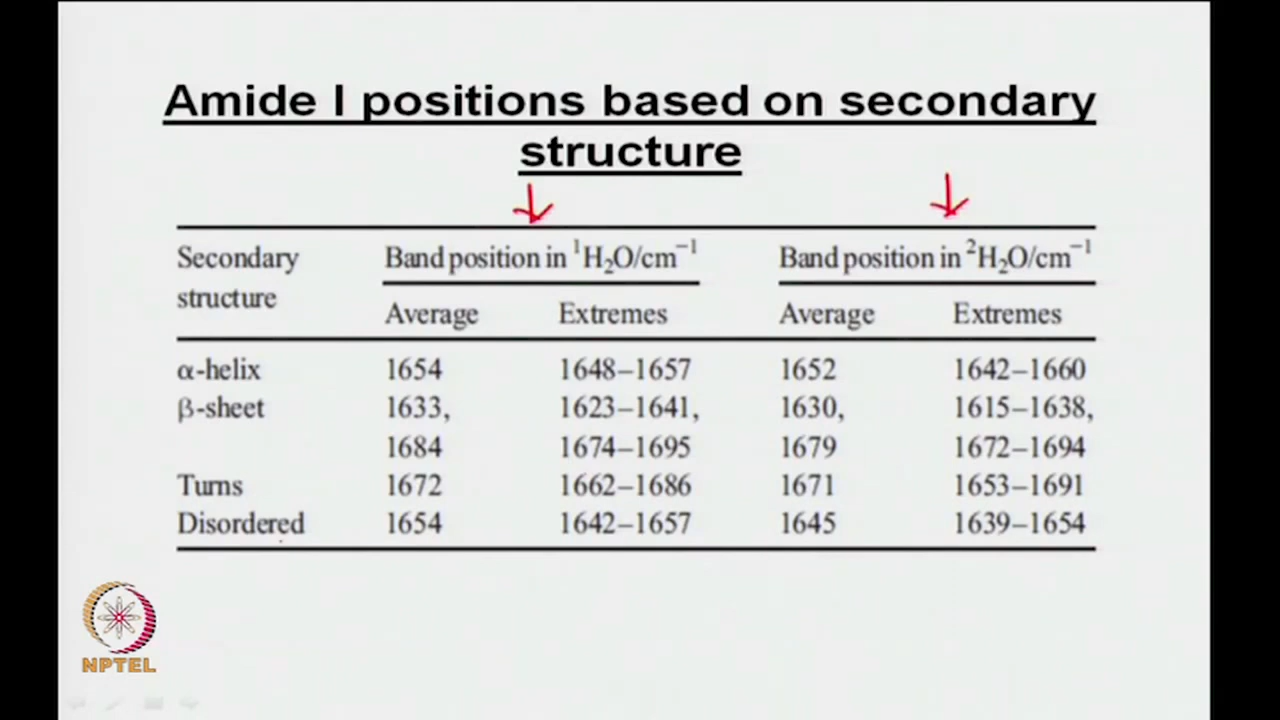 Amide I positions based on secondary
structure
Secondary structure Band position in ¹H₂O/cm⁻¹ Band position in ²H₂O/cm⁻¹
Average Extremes Average Extremes
α-helix 1654 1648–1657 1652 1642–1660
β-sheet 1633, 1623–1641, 1630, 1615–1638,
1684 1674–1695 1679 1672–1694
Turns 1672 1662–1686 1671 1653–1691
Disordered 1654 1642–1657 1645 1639–1654
NPTEL